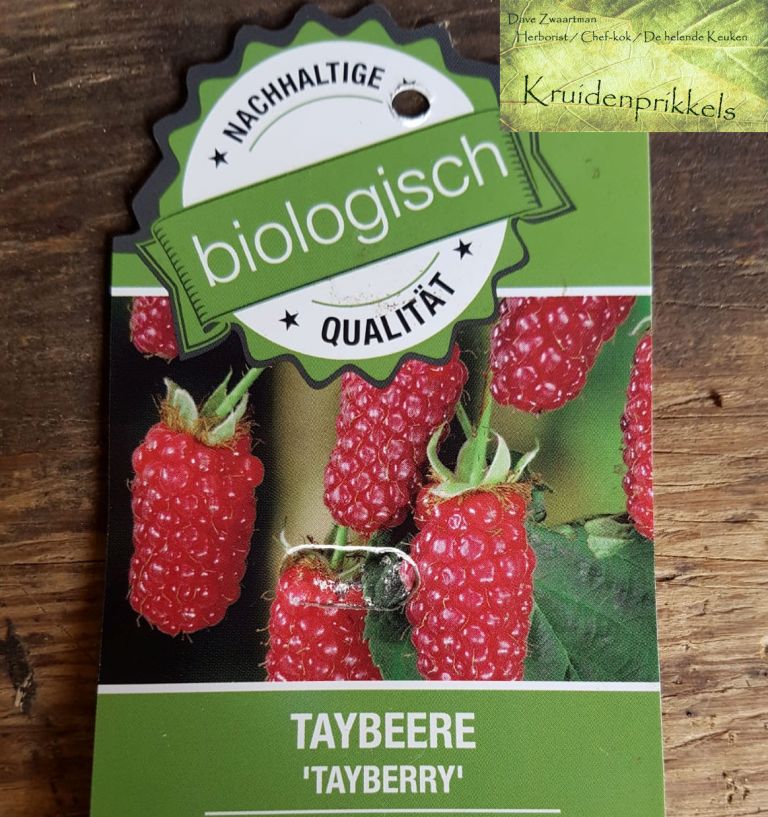 Dave Zwaartman
Herborist / Chef-kok / De helende Keuken
Kruidenprikkels
NACHHALTIGE
biologisch
QUALITÄT
TAYBEERE
'TAYBERRY'